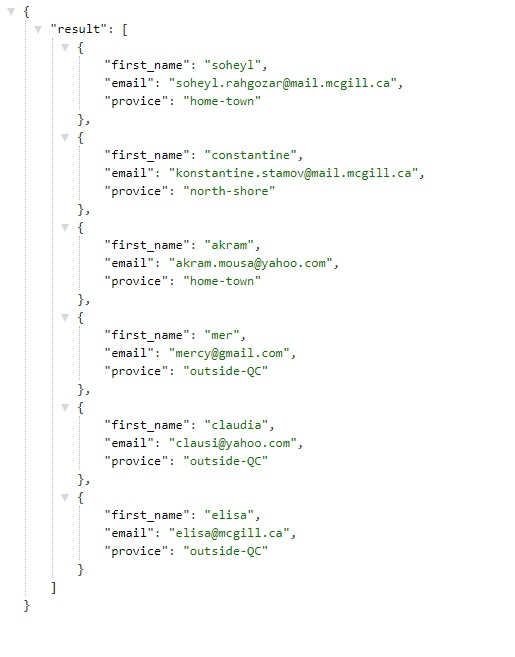 {
"result": [
{
"first_name": "soheyl",
"email": "soheyl.rahgozar@mail.mcgill.ca",
"provice": "home-town"
},
{
"first_name": "constantine",
"email": "konstantine.stamov@mail.mcgill.ca",
"provice": "north-shore"
},
{
"first_name": "akram",
"email": "akram.mousa@yahoo.com",
"provice": "home-town"
},
{
"first_name": "mer",
"email": "mercy@gmail.com",
"provice": "outside-QC"
},
{
"first_name": "claudia",
"email": "clausi@yahoo.com",
"provice": "outside-QC"
},
{
"first_name": "elisa",
"email": "elisa@mcgill.ca",
"provice": "outside-QC"
}
]
}